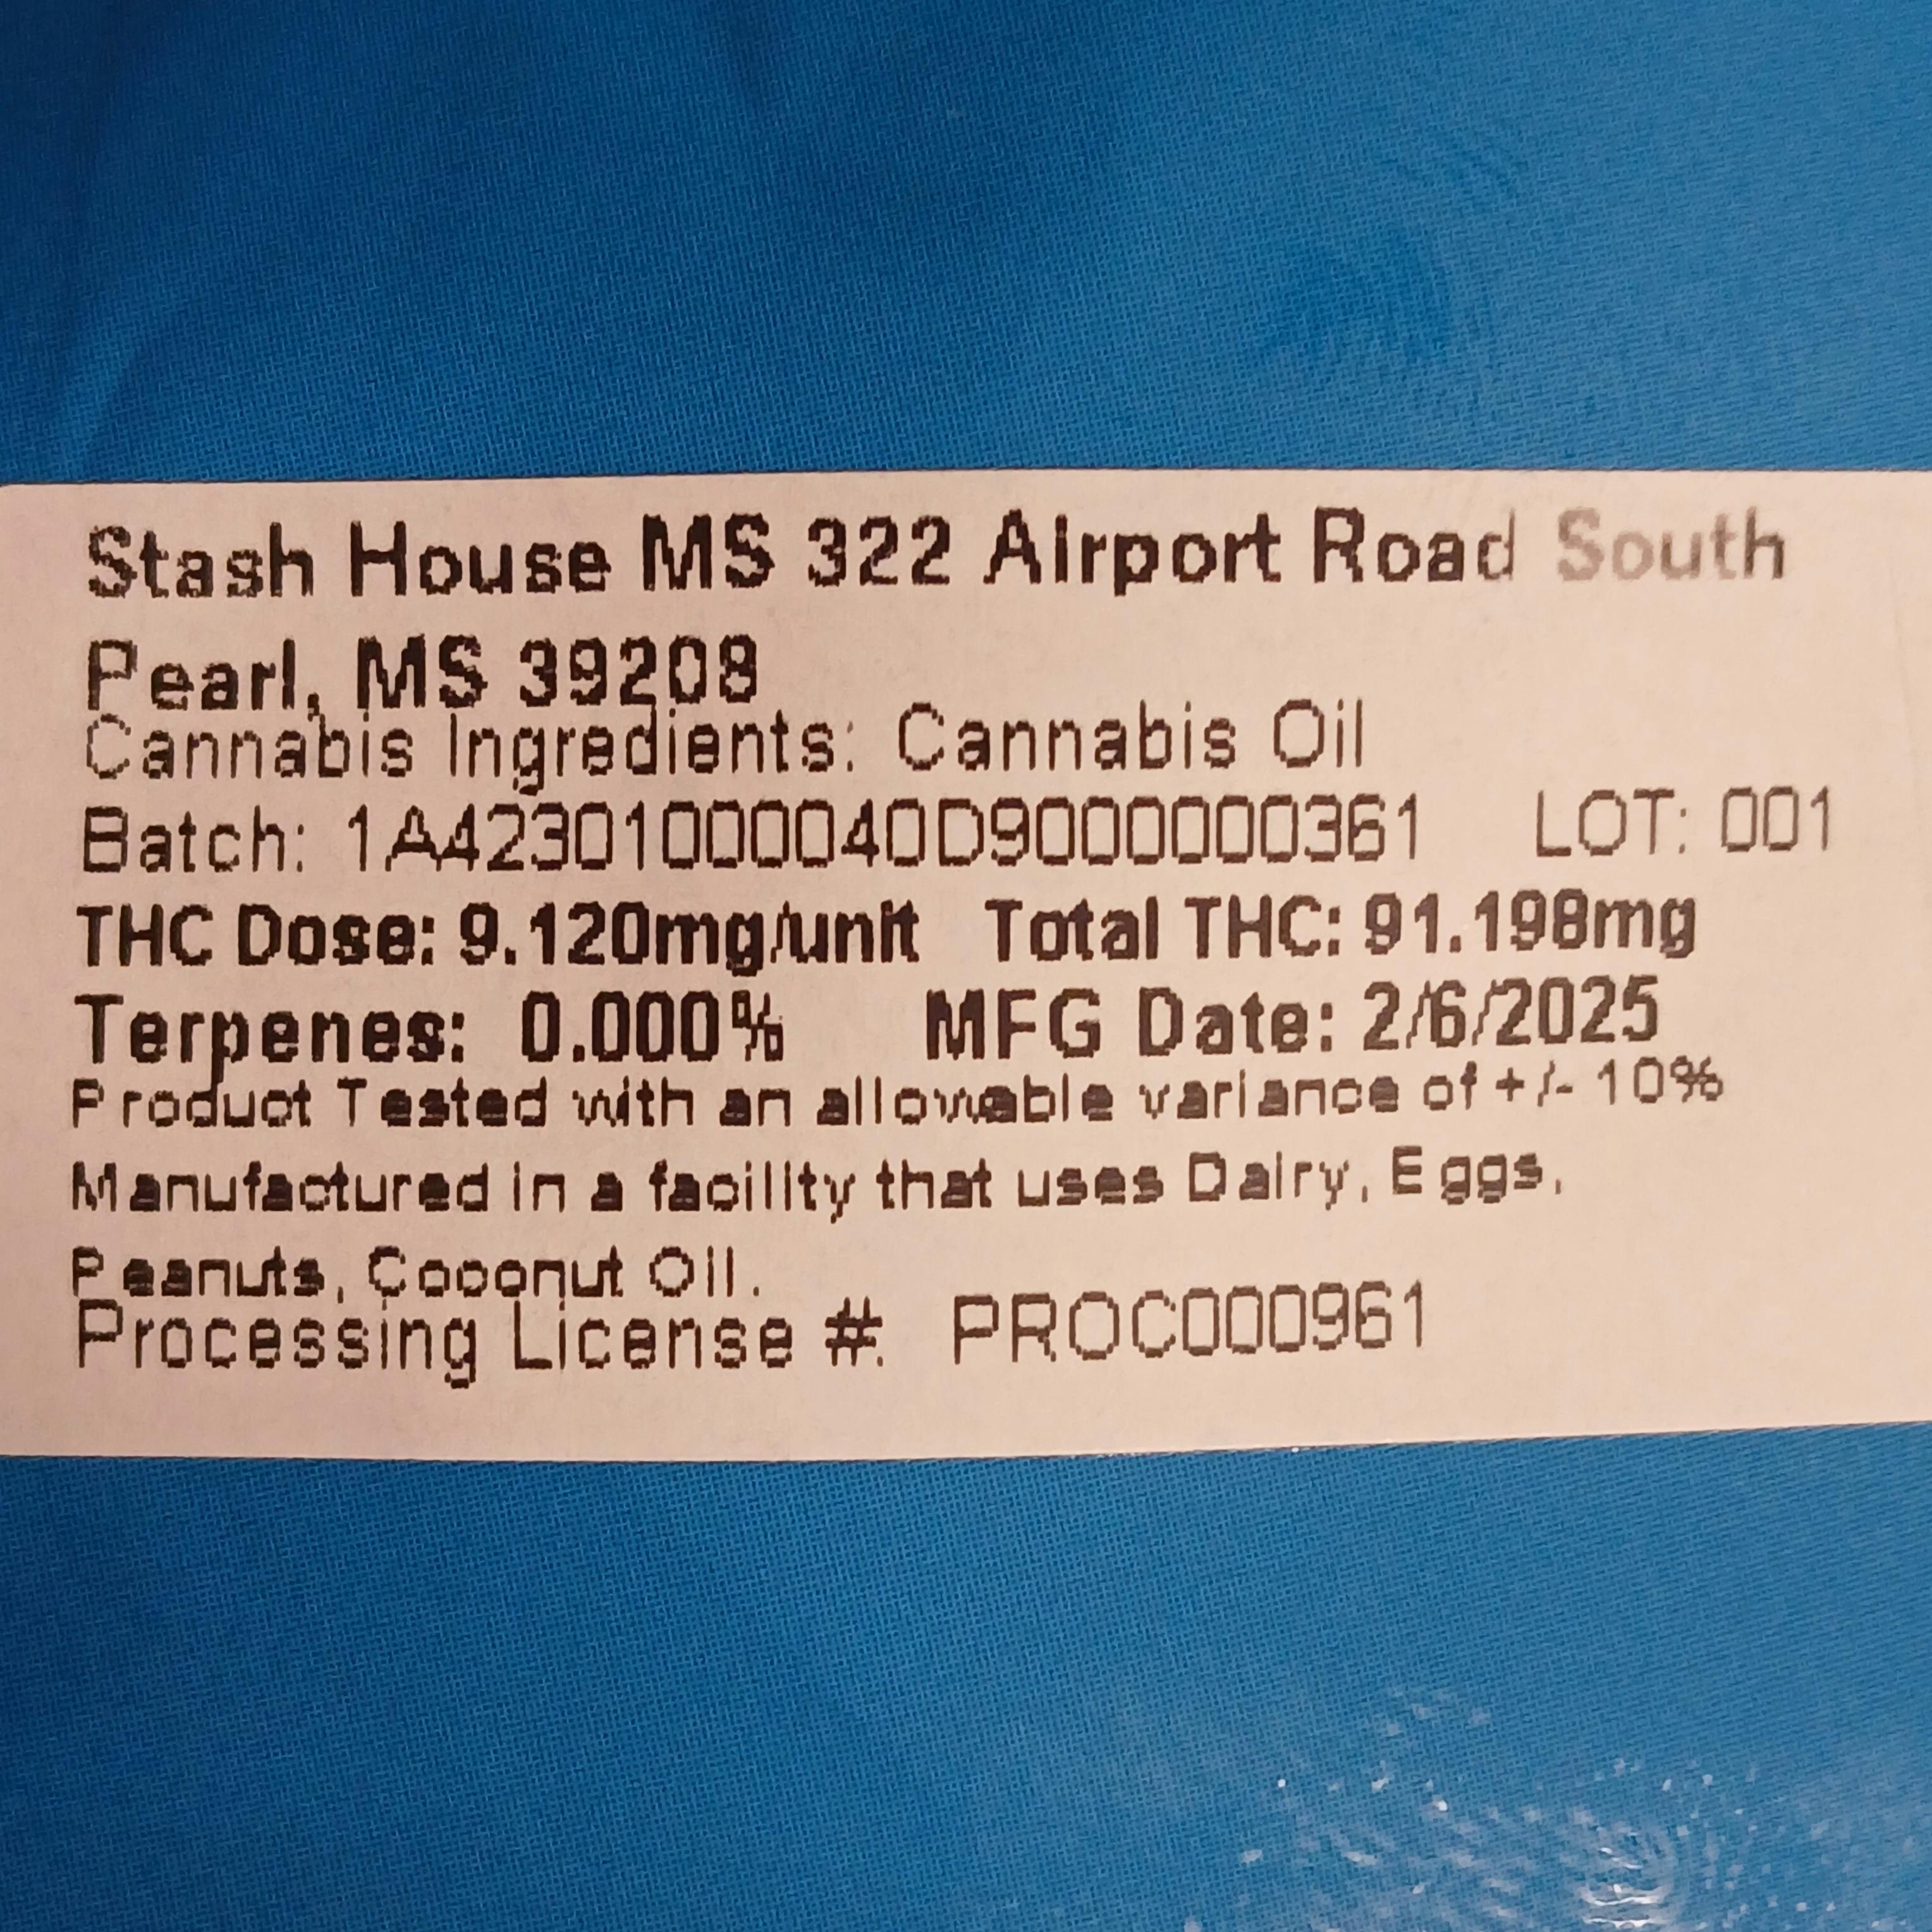 Stash House MS 322 Airport Road South
Pearl, MS 39208
Cannabis Ingredients: Cannabis Oil
Batch: 1A42301000040D9000000361 LOT: 001
THC Dose: 9.120mg/unit Total THC: 91.198mg
Terpenes: 0.000% MFG Date: 2/6/2025
Product Tested with an allowable variance of +/- 10%
Manufactured in a facility that uses Dairy, Eggs,
Peanuts, Coconut Oil.
Processing License #: PROC000961